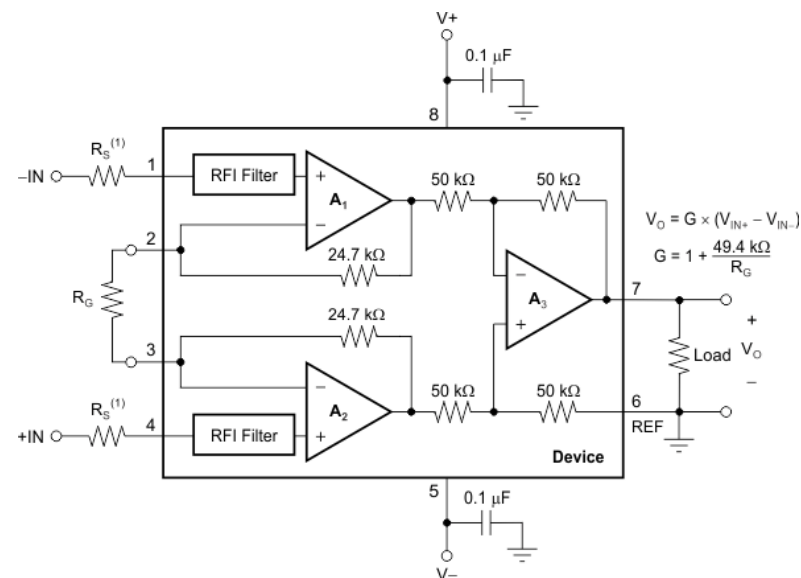 V+
0.1 μF
8
R_S^(1)
1
–IN
RFI Filter
+
A₁
–
50 kΩ
50 kΩ
2
24.7 kΩ
V_O = G × (V_IN+ – V_IN–)
G = 1 + 49.4 kΩ / R_G
R_G
–
A₃
+
7
24.7 kΩ
3
+
Load
V_O
–
–
A₂
+
50 kΩ
50 kΩ
6
REF
R_S^(1)
4
+IN
RFI Filter
Device
5
0.1 μF
V–